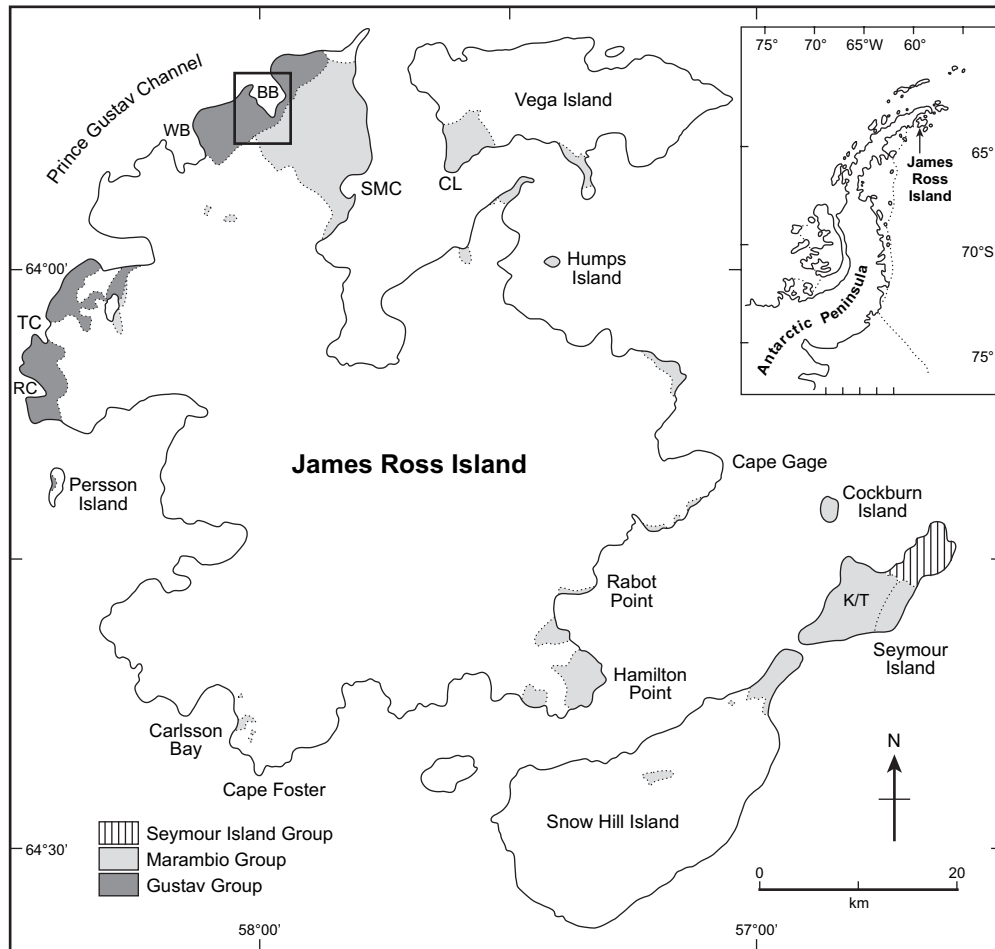 75°
70°
65°W
60°
Prince Gustav Channel
BB
WB
Vega Island
James
Ross
Island
65°
SMC
CL
70°S
64°00'
Humps
Island
Antarctic Peninsula
TC
75°
RC
James Ross Island
Cape Gage
Persson
Island
Cockburn
Island
Rabot
Point
K/T
Seymour
Island
Hamilton
Point
Carlsson
Bay
N
Cape Foster
Snow Hill Island
Seymour Island Group
Marambio Group
Gustav Group
64°30'
0
20
km
58°00'
57°00'